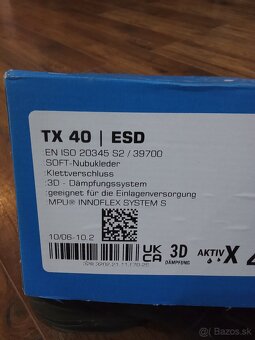 TX 40 | ESD
EN ISO 20345 S2 / 39700
SOFT-Nubukleder
Klettverschluss
3D - Dämpfungssystem
geeignet für die Einlagenversorgung
MPU® INNOFLEX SYSTEM S
10/06-10.2
UK
CA
3D
DÄMPFUNG
AKTIV X
bazos.sk